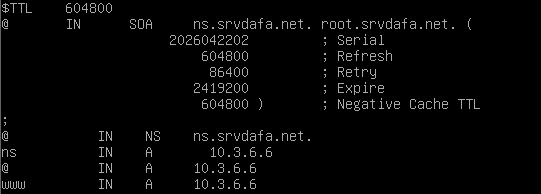 $TTL    604800
@       IN      SOA     ns.srvdafa.net. root.srvdafa.net. (
                     2026042202         ; Serial
                         604800         ; Refresh
                          86400         ; Retry
                        2419200         ; Expire
                         604800 )       ; Negative Cache TTL
;
@           IN      NS      ns.srvdafa.net.
ns          IN      A         10.3.6.6
@           IN      A       10.3.6.6
www         IN      A       10.3.6.6